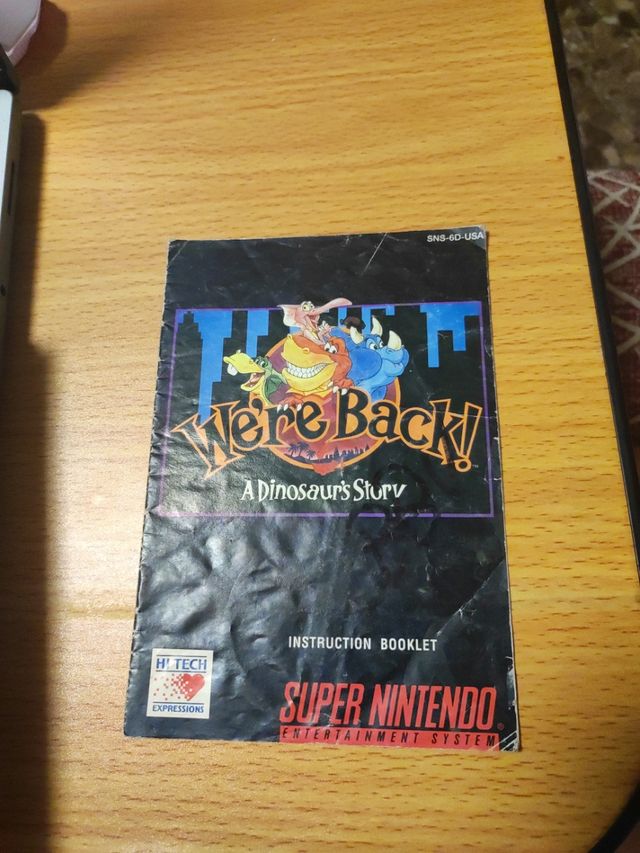 SNS-6D-USA
We're Back!
A Dinosaur's Story
INSTRUCTION BOOKLET
HI TECH
EXPRESSIONS
SUPER NINTENDO
ENTERTAINMENT SYSTEM